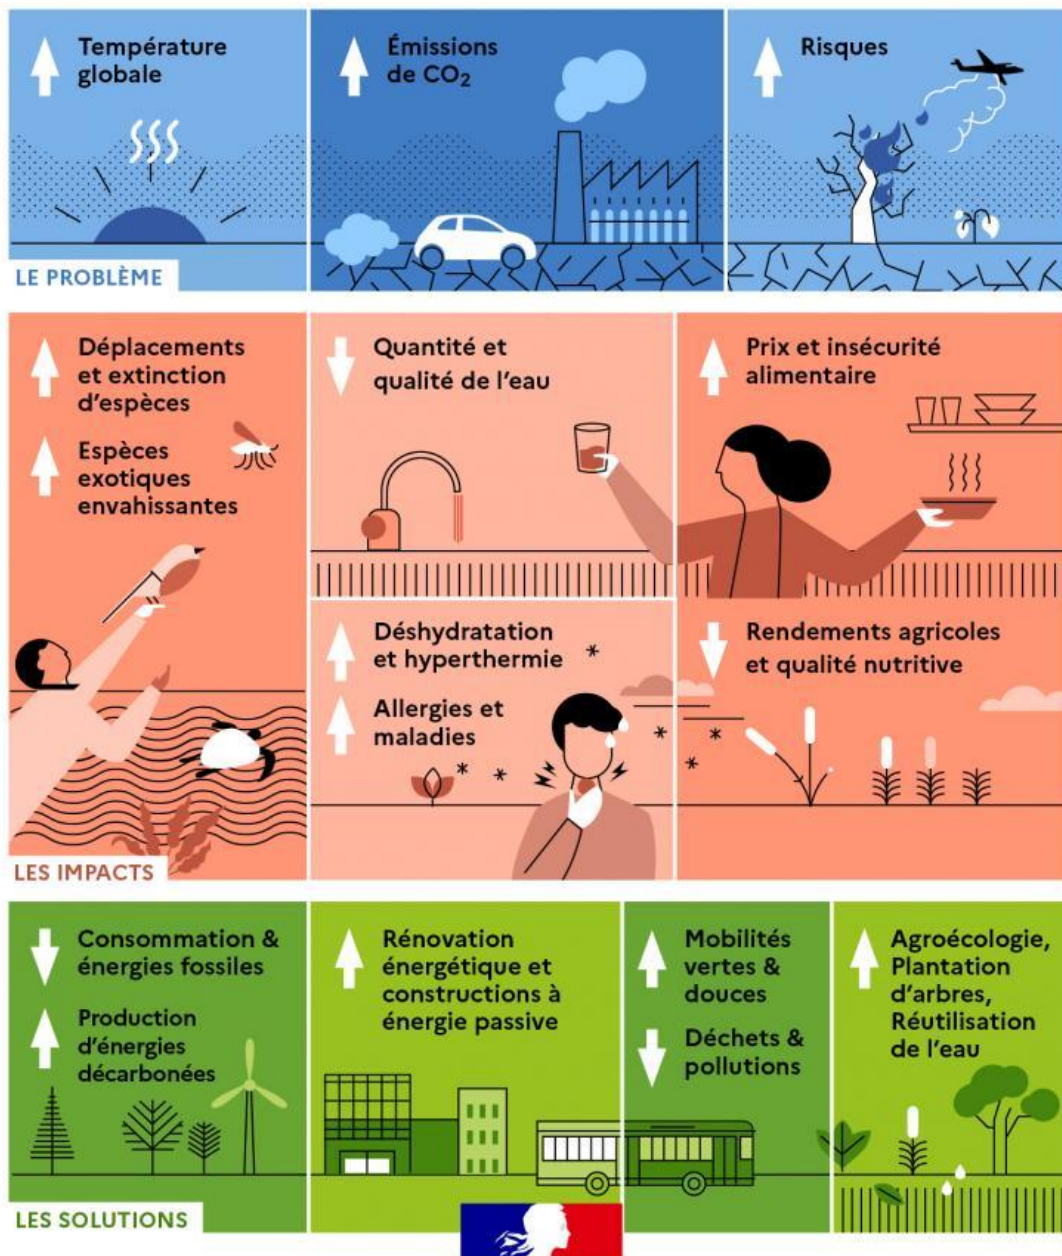 Température
globale
Émissions
de CO₂
Risques
LE PROBLÈME
Déplacements
et extinction
d'espèces
Espèces
exotiques
envahissantes
Quantité et
qualité de l'eau
Prix et insécurité
alimentaire
Déshydratation
et hyperthermie
Allergies et
maladies
Rendements agricoles
et qualité nutritive
LES IMPACTS
Consommation &
énergies fossiles
Production
d'énergies
décarbonées
Rénovation
énergétique et
constructions à
énergie passive
Mobilités
vertes &
douces
Déchets &
pollutions
Agroécologie,
Plantation
d'arbres,
Réutilisation
de l'eau
LES SOLUTIONS